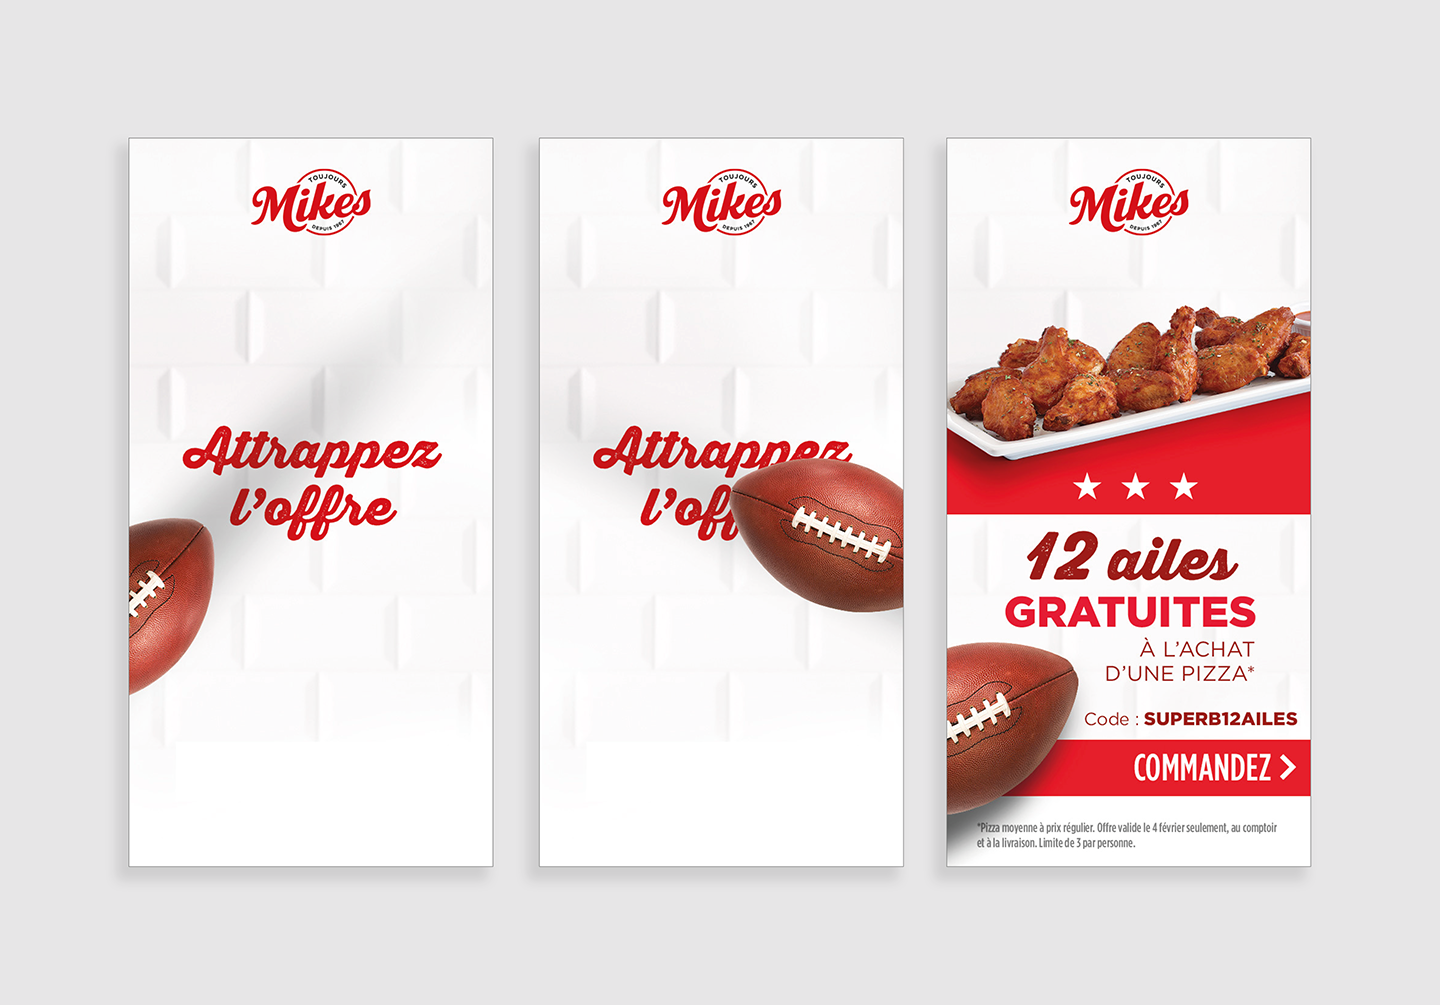 TOUJOURS
Mikes
DEPUIS 1967
Attrappez
l'offre
TOUJOURS
Mikes
DEPUIS 1967
Attrappez
l'off
TOUJOURS
Mikes
DEPUIS 1967
12 ailes
GRATUITES
À L'ACHAT
D'UNE PIZZA*
Code : SUPERB12AILES
COMMANDEZ >
*Pizza moyenne à prix régulier. Offre valide le 4 février seulement, au comptoir
et à la livraison. Limite de 3 par personne.